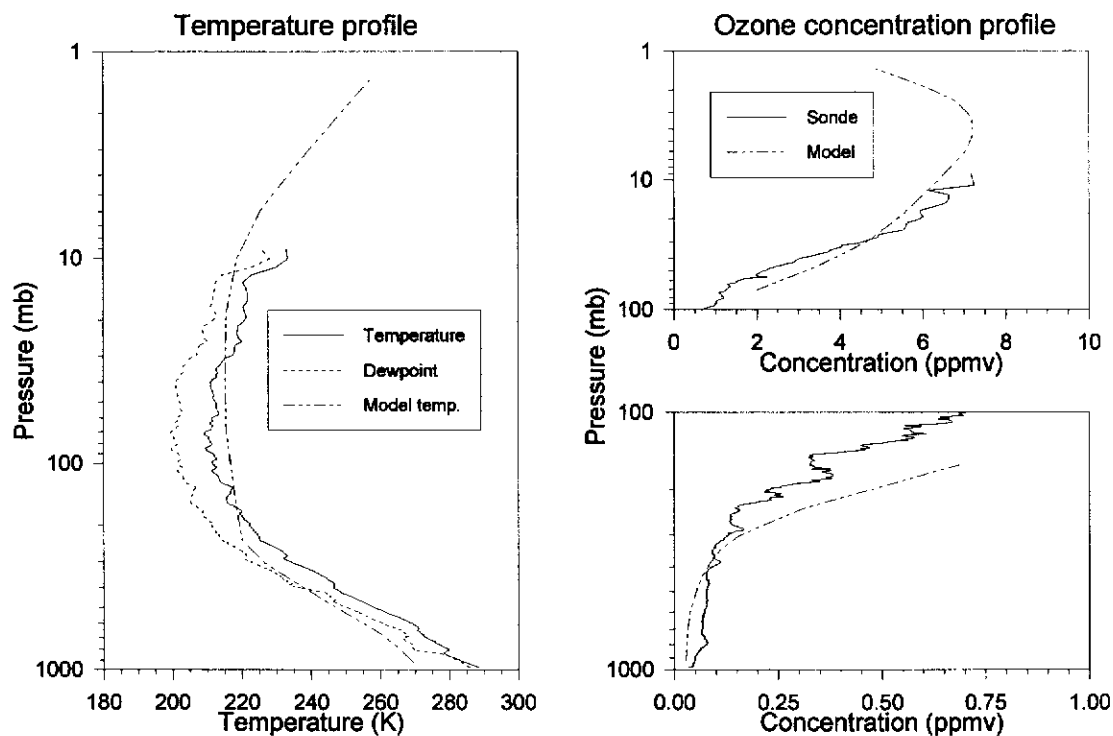 Temperature profile
1
10
100
1000
Pressure (mb)
180
200
220
240
260
280
300
Temperature (K)
Temperature
Dewpoint
Model temp.
Ozone concentration profile
1
10
100
0
2
4
6
8
10
Concentration (ppmv)
Sonde
Model
Pressure (mb)
100
1000
0.00
0.25
0.50
0.75
1.00
Concentration (ppmv)